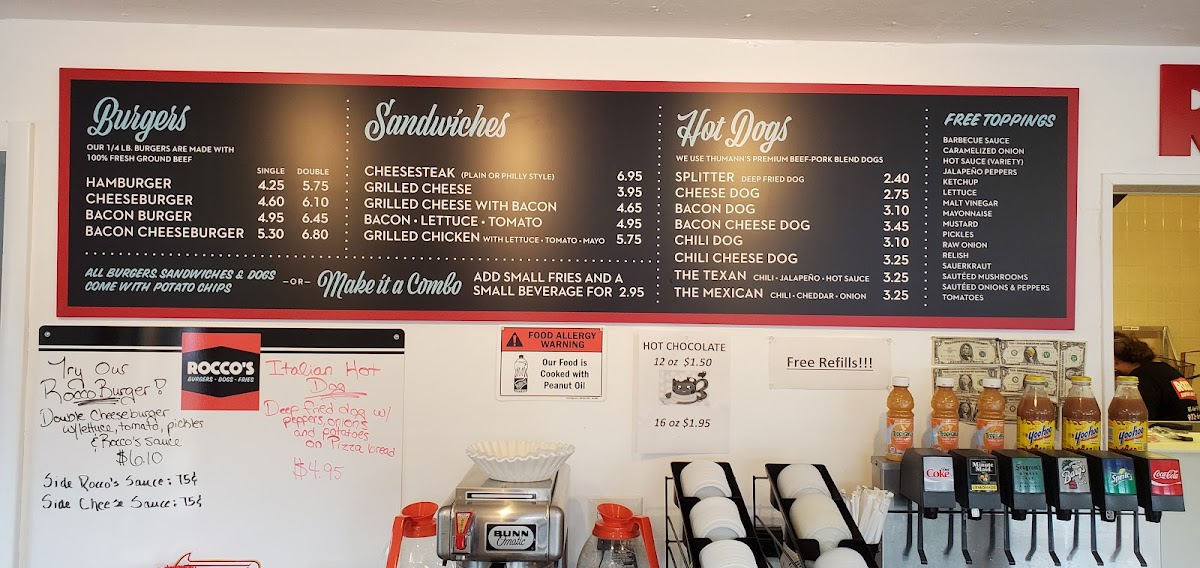 Burgers
OUR 1/4 LB. BURGERS ARE MADE WITH
100% FRESH GROUND BEEF
SINGLE DOUBLE
HAMBURGER 4.25 5.75
CHEESEBURGER 4.60 6.10
BACON BURGER 4.95 6.45
BACON CHEESEBURGER 5.30 6.80
Sandwiches
CHEESESTEAK (PLAIN OR PHILLY STYLE) 6.95
GRILLED CHEESE 3.95
GRILLED CHEESE WITH BACON 4.65
BACON • LETTUCE • TOMATO 4.95
GRILLED CHICKEN WITH LETTUCE • TOMATO • MAYO 5.75
ALL BURGERS, SANDWICHES & DOGS
COME WITH POTATO CHIPS
—OR—
Make it a Combo
ADD SMALL FRIES AND A
SMALL BEVERAGE FOR 2.95
Hot Dogs
WE USE THUMANN'S PREMIUM BEEF-PORK BLEND DOGS
SPLITTER DEEP FRIED DOG 2.40
CHEESE DOG 2.75
BACON DOG 3.10
BACON CHEESE DOG 3.45
CHILI DOG 3.10
CHILI CHEESE DOG 3.25
THE TEXAN CHILI • JALAPEÑO • HOT SAUCE 3.25
THE MEXICAN CHILI • CHEDDAR • ONION 3.25
FREE TOPPINGS
BARBECUE SAUCE
CARAMELIZED ONION
HOT SAUCE (VARIETY)
JALAPEÑO PEPPERS
KETCHUP
LETTUCE
MALT VINEGAR
MAYONNAISE
MUSTARD
PICKLES
RAW ONION
RELISH
SAUERKRAUT
SAUTÉED MUSHROOMS
SAUTÉED ONIONS & PEPPERS
TOMATOES
Try Our
Rocco Burger!
Double Cheeseburger
w/lettuce, tomato, pickles
& Rocco's sauce
$6.10
Side Rocco's Sauce: 75¢
Side Cheese Sauce: 75¢
ROCCO'S
BURGERS • DOGS • FRIES
Italian Hot
Dog
Deep fried dog w/
peppers, onions
and potatoes
on Pizza bread
$4.95
FOOD ALLERGY
WARNING
Our Food is
Cooked with
Peanut Oil
HOT CHOCOLATE
12 oz $1.50
16 oz $1.95
Free Refills!!!
BUNN
Omatic
Tropicana
Tropicana
Tropicana
Yoohoo
Yoohoo
Yoohoo
Diet
Coke
Minute
Maid
LEMONADE
Seagram's
Barq's
Sprite
Coca-Cola
R